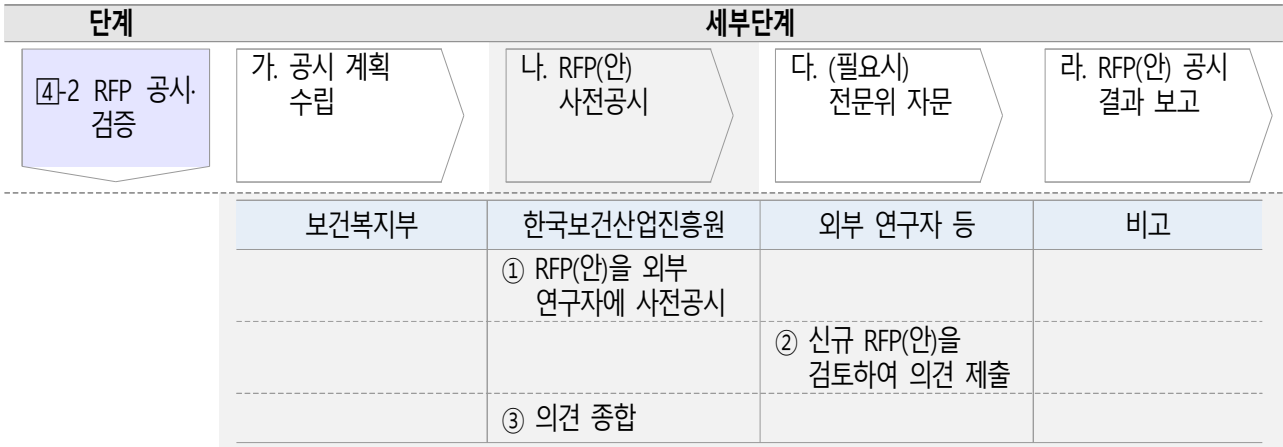 단계 세부단계
④-2 RFP 공시·
검증
가. 공시 계획
수립
나. RFP(안)
사전공시
다. (필요시)
전문위 자문
라. RFP(안) 공시
결과 보고
보건복지부 한국보건산업진흥원 외부 연구자 등 비고
① RFP(안)을 외부
연구자에 사전공시
② 신규 RFP(안)을
검토하여 의견 제출
③ 의견 종합